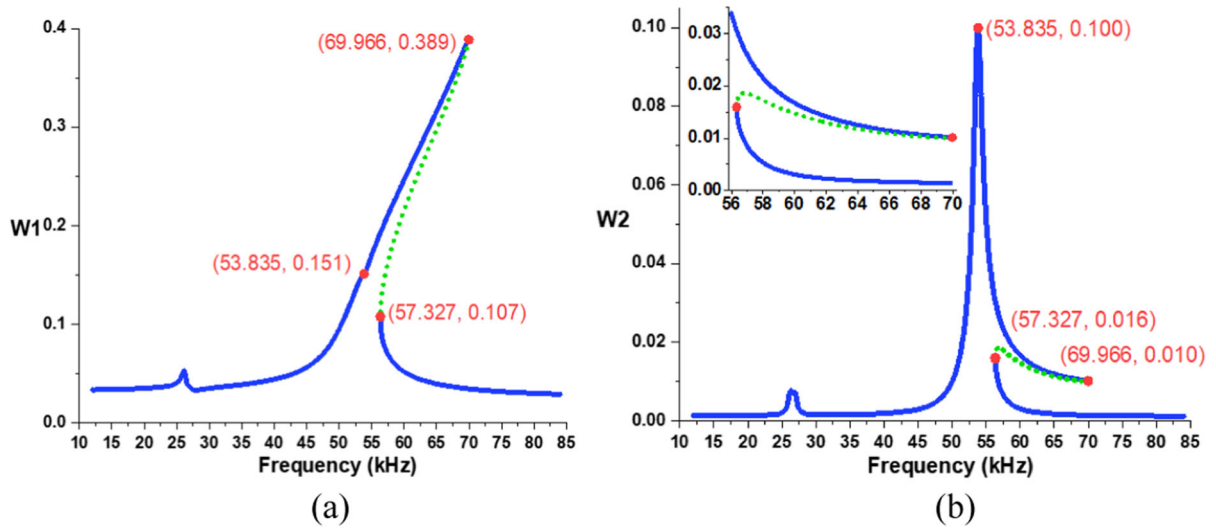 0.4
0.3
0.2
0.1
0.0
W1
(69.966, 0.389)
(53.835, 0.151)
(57.327, 0.107)
10 15 20 25 30 35 40 45 50 55 60 65 70 75 80 85
Frequency (kHz)
(a)
0.10
0.08
0.06
0.04
0.02
0.00
W2
0.03
0.02
0.01
0.00
56 58 60 62 64 66 68 70
(53.835, 0.100)
(57.327, 0.016)
(69.966, 0.010)
10 15 20 25 30 35 40 45 50 55 60 65 70 75 80 85
Frequency (kHz)
(b)